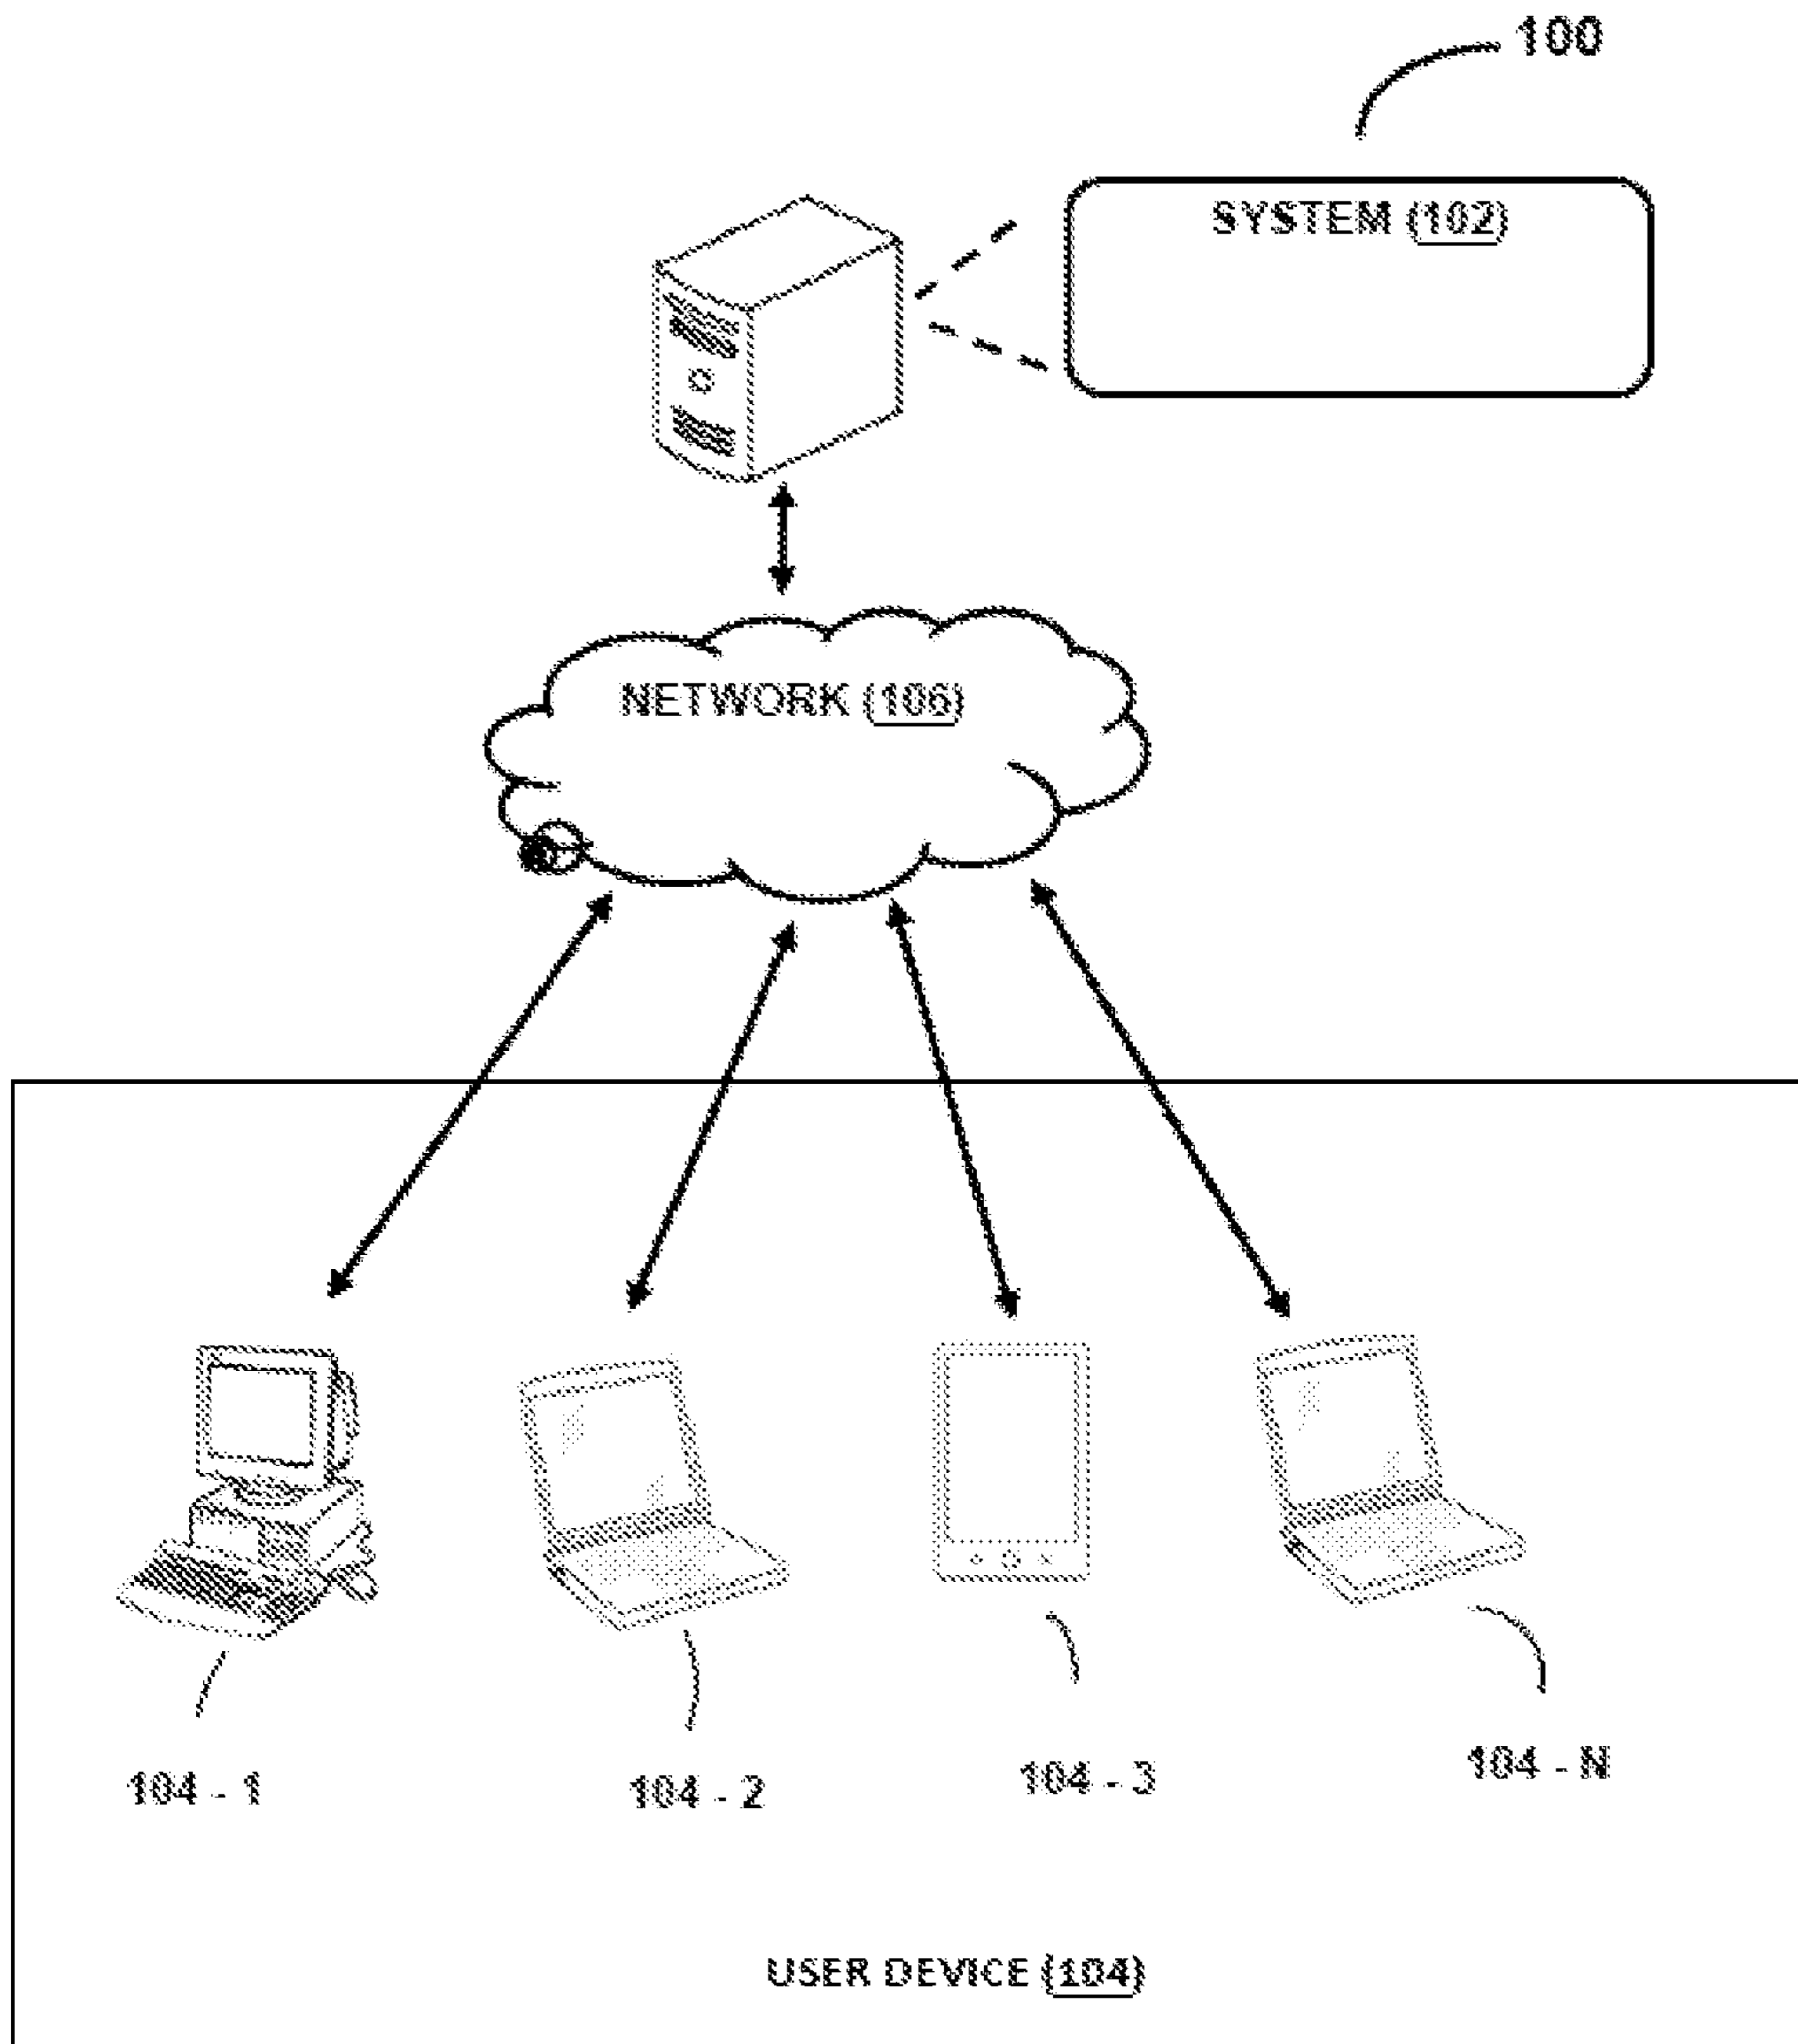 100
SYSTEM (102)
NETWORK (106)
104 - 1
104 - 2
104 - 3
104 - N
USER DEVICE (104)